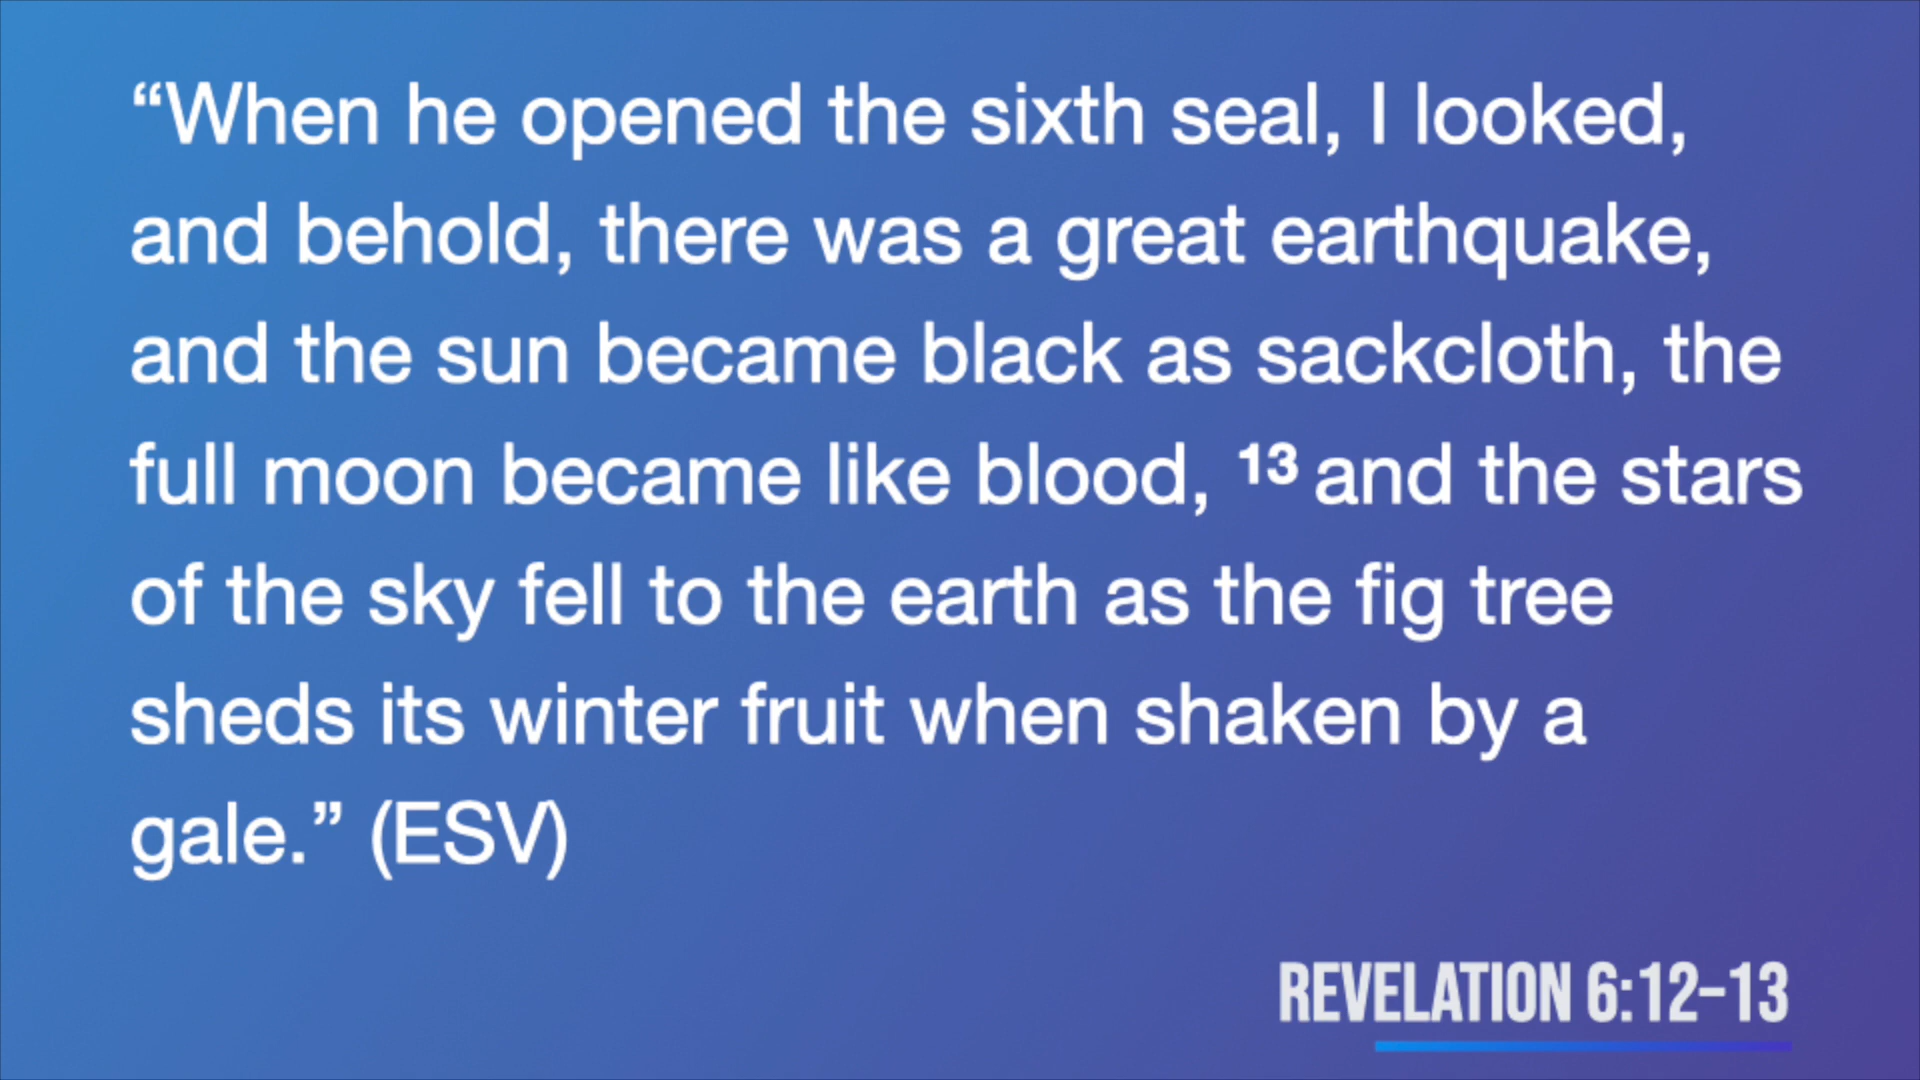 “When he opened the sixth seal, I looked,
and behold, there was a great earthquake,
and the sun became black as sackcloth, the
full moon became like blood, ¹³ and the stars
of the sky fell to the earth as the fig tree
sheds its winter fruit when shaken by a
gale.” (ESV)
REVELATION 6:12–13